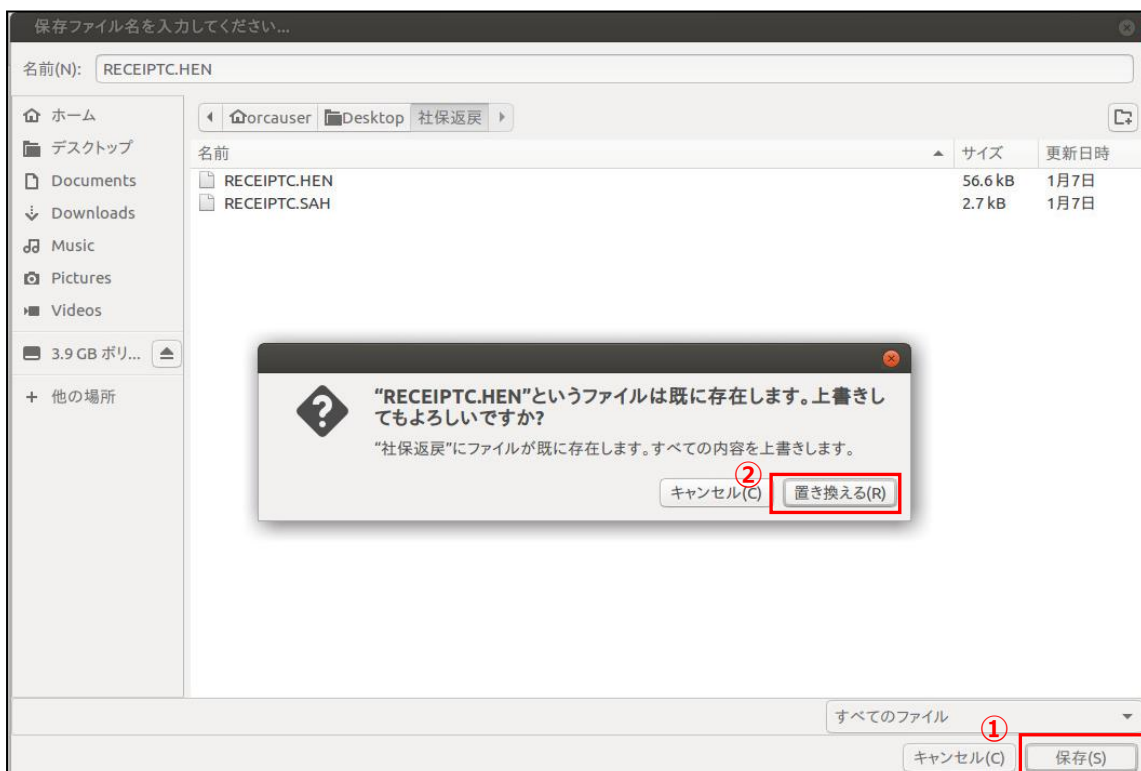 保存ファイル名を入力してください...
名前(N): RECEIPTC.HEN
ホーム
デスクトップ
Documents
Downloads
Music
Pictures
Videos
3.9 GB ボリ...
+ 他の場所
orcauser Desktop 社保返戻
名前 サイズ 更新日時
RECEIPTC.HEN 56.6 kB 1月7日
RECEIPTC.SAH 2.7 kB 1月7日
“RECEIPTC.HEN”というファイルは既に存在します。上書きし
てもよろしいですか?
“社保返戻”にファイルが既に存在します。すべての内容を上書きします。
②
キャンセル(C) 置き換える(R)
すべてのファイル
①
キャンセル(C) 保存(S)